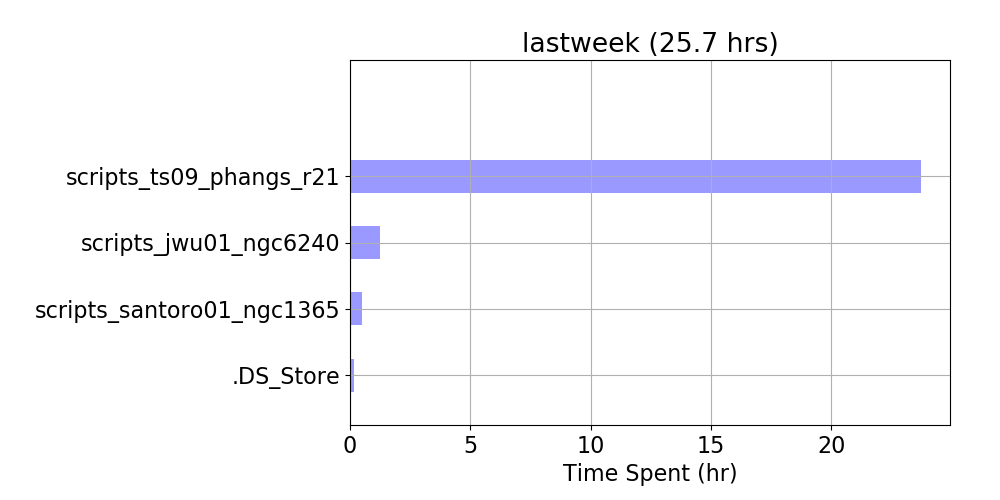 lastweek (25.7 hrs)
scripts_ts09_phangs_r21
scripts_jwu01_ngc6240
scripts_santoro01_ngc1365
.DS_Store
0 5 10 15 20
Time Spent (hr)